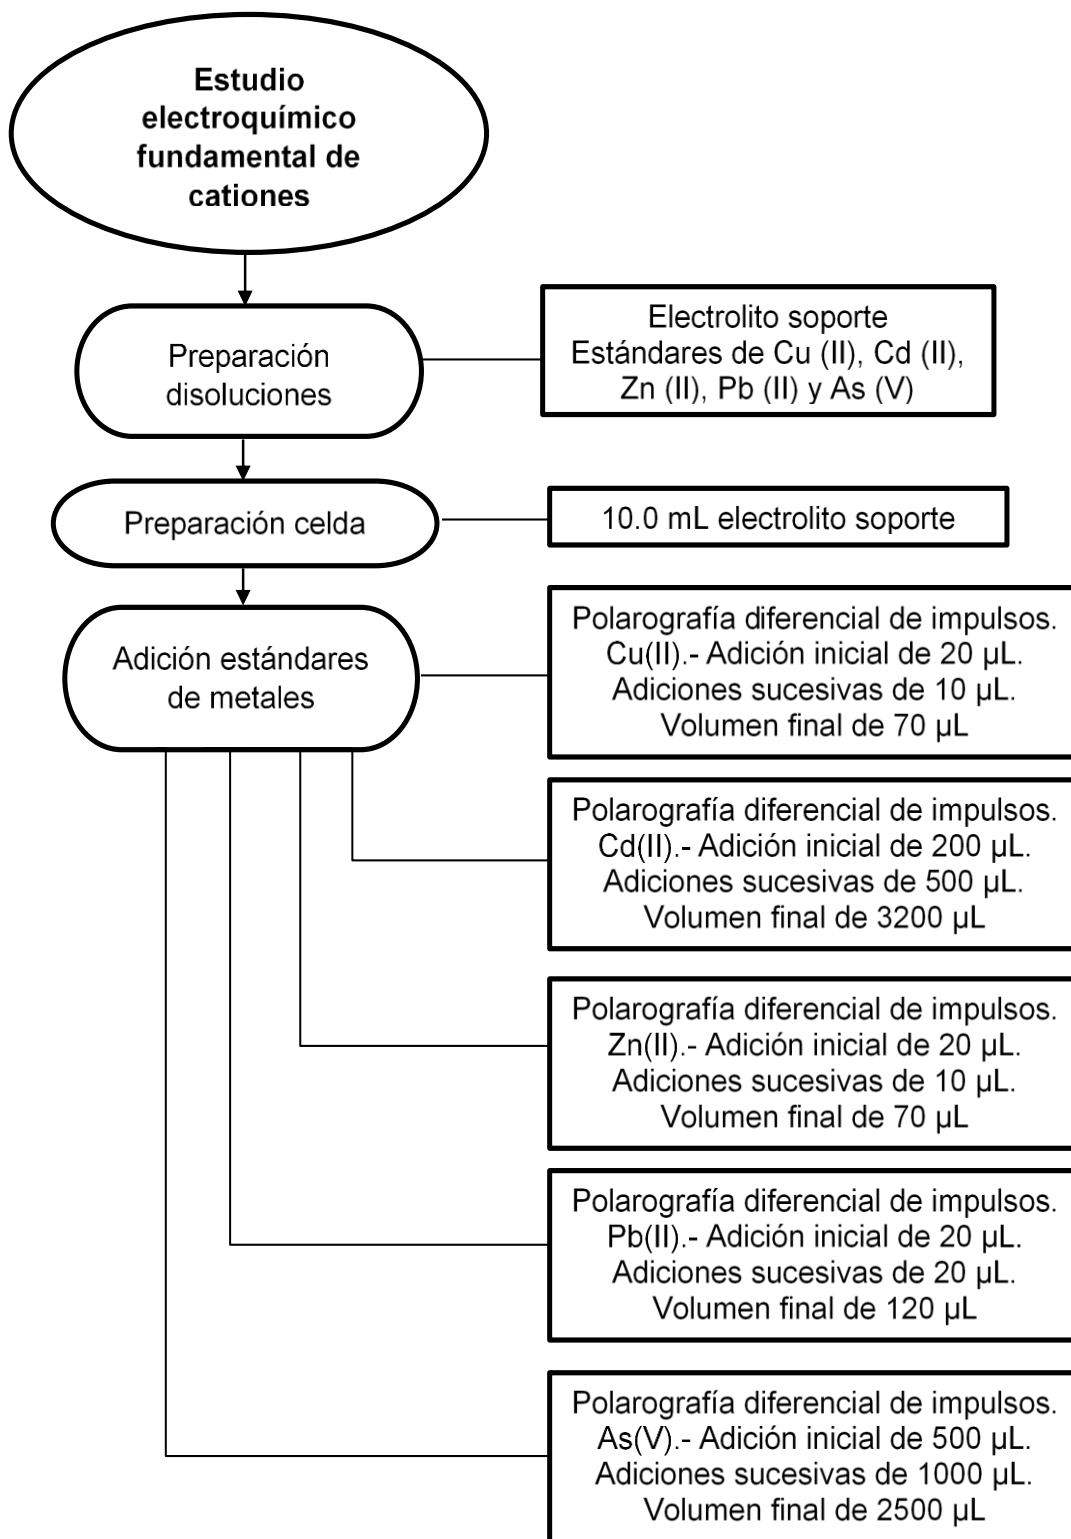 Estudio
electroquímico
fundamental de
cationes
Preparación
disoluciones
Electrolito soporte
Estándares de Cu (II), Cd (II),
Zn (II), Pb (II) y As (V)
Preparación celda
10.0 mL electrolito soporte
Adición estándares
de metales
Polarografía diferencial de impulsos.
Cu(II).- Adición inicial de 20 µL.
Adiciones sucesivas de 10 µL.
Volumen final de 70 µL
Polarografía diferencial de impulsos.
Cd(II).- Adición inicial de 200 µL.
Adiciones sucesivas de 500 µL.
Volumen final de 3200 µL
Polarografía diferencial de impulsos.
Zn(II).- Adición inicial de 20 µL.
Adiciones sucesivas de 10 µL.
Volumen final de 70 µL
Polarografía diferencial de impulsos.
Pb(II).- Adición inicial de 20 µL.
Adiciones sucesivas de 20 µL.
Volumen final de 120 µL
Polarografía diferencial de impulsos.
As(V).- Adición inicial de 500 µL.
Adiciones sucesivas de 1000 µL.
Volumen final de 2500 µL